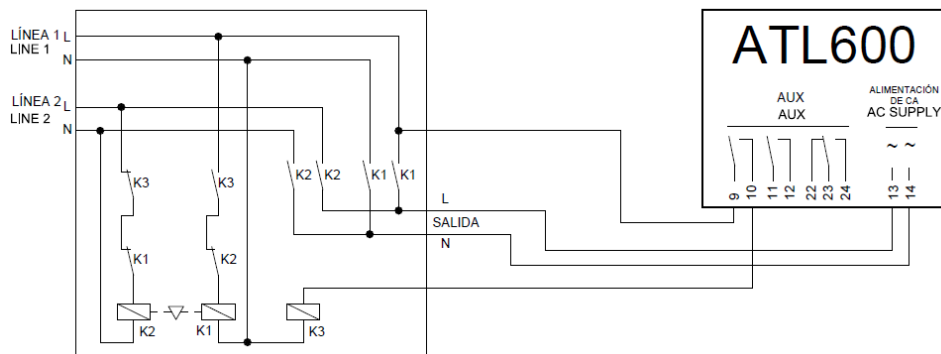 LÍNEA 1 L
LINE 1
N
LÍNEA 2 L
LINE 2 N
K3
K3
K2
K2
K1
K1
K1
K2
K2
K1
K3
L
SALIDA
N
ATL600
AUX
AUX
ALIMENTACIÓN
DE CA
AC SUPPLY
~ ~
9 10 11 12 22 23 24 13 14